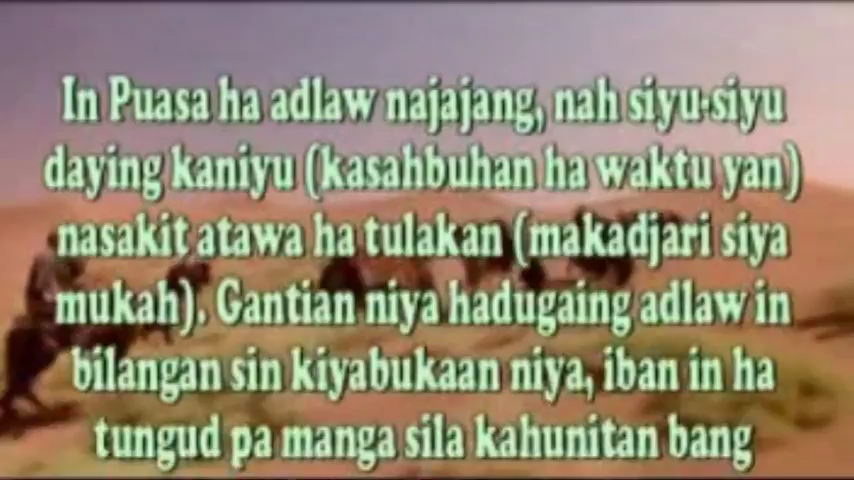 In Puasa ha adlaw najajang, nah siyu-siyu
daying kaniyu (kasahbuhan ha waktu yan)
nasakit atawa ha tulakan (makadjari siya
mukah). Gantian niya hadugaing adlaw in
bilangan sin kiyabukaan niya, iban in ha
tungud pa manga sila kahunitan bang